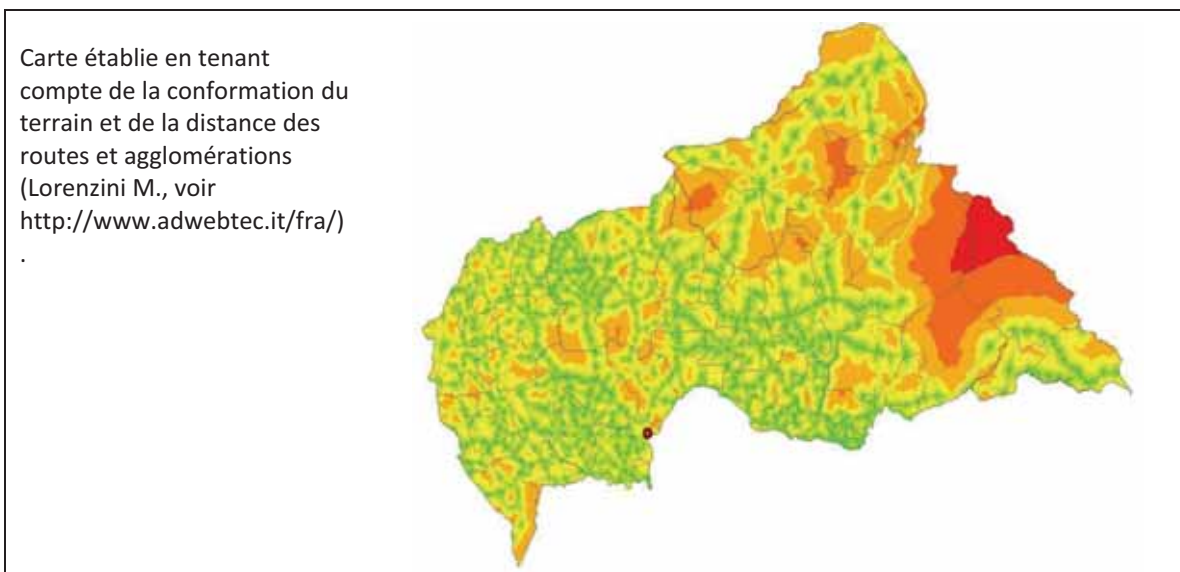 Carte établie en tenant
compte de la conformation du
terrain et de la distance des
routes et agglomérations
(Lorenzini M., voir
http://www.adwebtec.it/fra/)
.